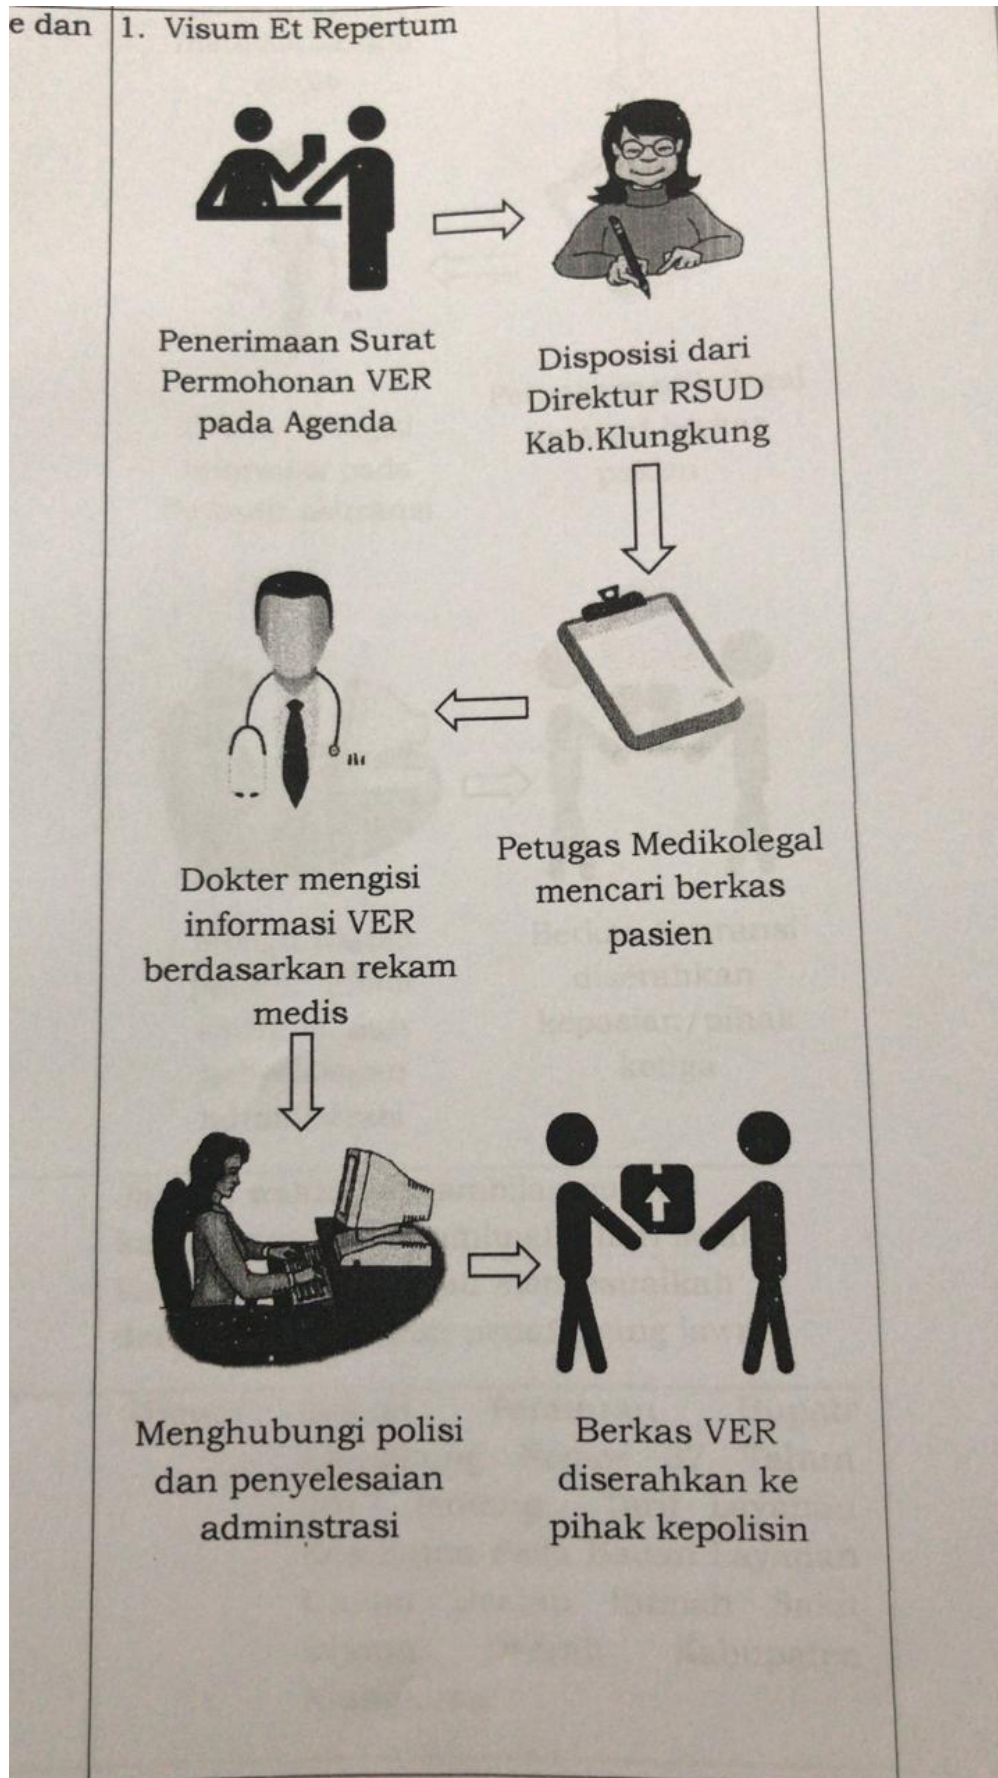 e dan
1. Visum Et Repertum
Penerimaan Surat
Permohonan VER
pada Agenda
Disposisi dari
Direktur RSUD
Kab.Klungkung
Petugas Medikolegal
mencari berkas
pasien
Dokter mengisi
informasi VER
berdasarkan rekam
medis
Menghubungi polisi
dan penyelesaian
adminstrasi
Berkas VER
diserahkan ke
pihak kepolisin